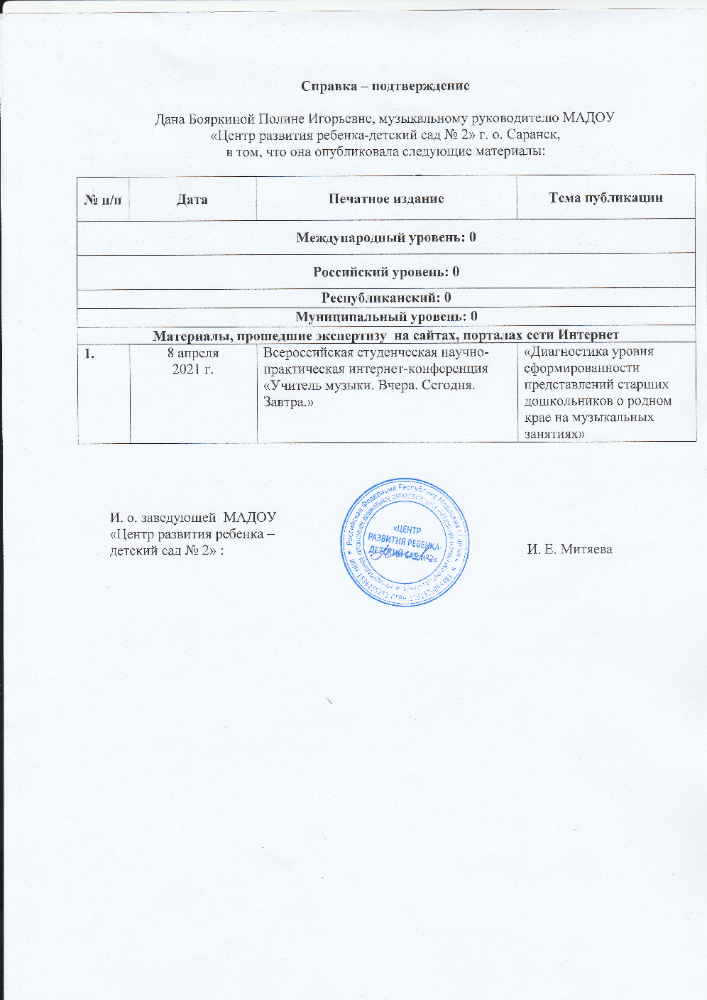 Справка – подтверждение
Дана Бояркиной Полине Игорьевне, музыкальному руководителю МАДОУ
«Центр развития ребенка-детский сад № 2» г. о. Саранск,
в том, что она опубликовала следующие материалы:
№ п/п Дата Печатное издание Тема публикации
Международный уровень: 0
Российский уровень: 0
Республиканский: 0
Муниципальный уровень: 0
Материалы, прошедшие экспертизу на сайтах, порталах сети Интернет
1. 8 апреля Всероссийская студенческая научно- «Диагностика уровня
2021 г. практическая интернет-конференция сформированности
«Учитель музыки. Вчера. Сегодня. представлений старших
Завтра.» дошкольников о родном
крае на музыкальных
занятиях»
И. о. заведующей МАДОУ
«Центр развития ребенка –
детский сад № 2» :
И. Е. Митяева
Российская Федерация Республика Мордовия
«ЦЕНТР
РАЗВИТИЯ РЕБЕНКА-
ДЕТСКИЙ САД №2»